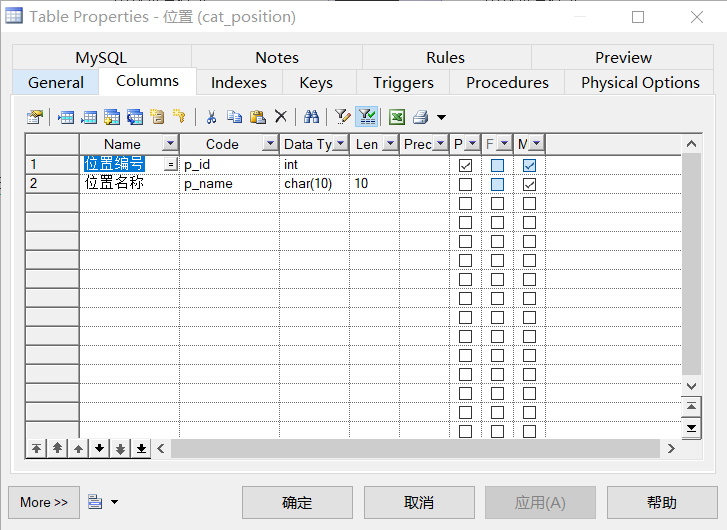 Table Properties - 位置 (cat_position)
MySQL Notes Rules Preview
General Columns Indexes Keys Triggers Procedures Physical Options
Name Code Data Ty Len Prec P F M
1 位置编号 = p_id int
2 位置名称 p_name char(10) 10
More >> 确定 取消 应用(A) 帮助